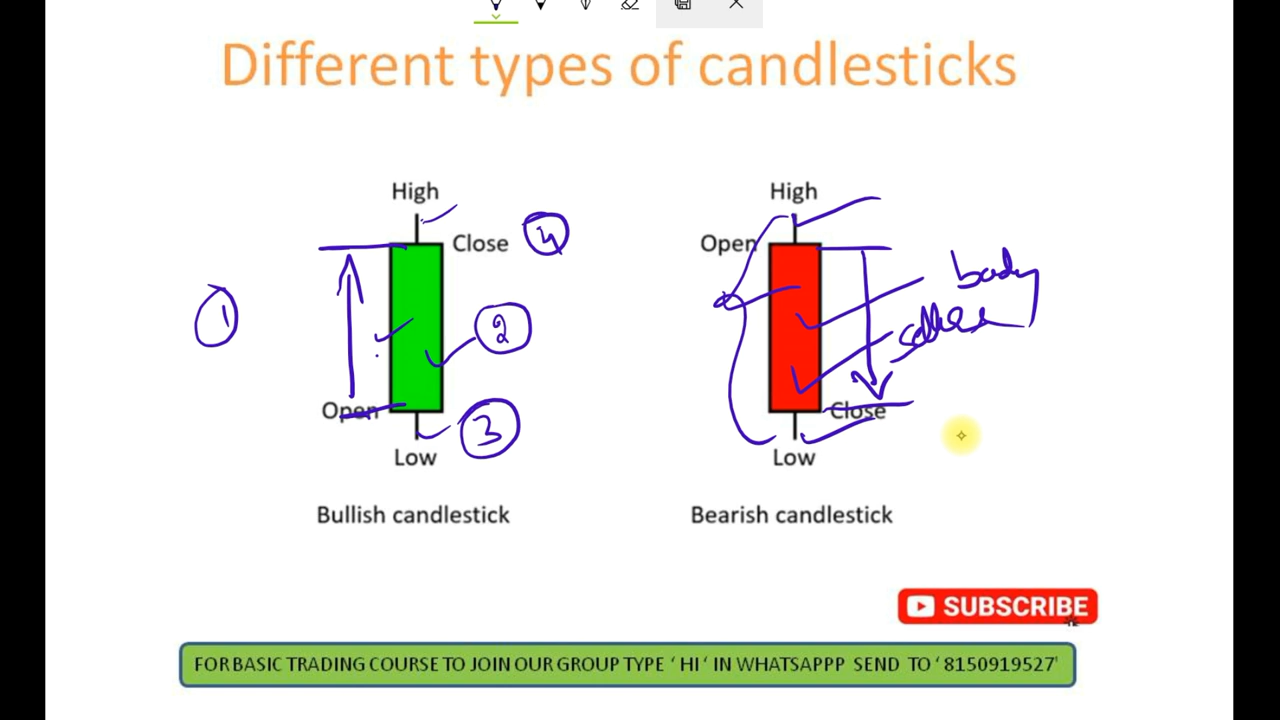 Different types of candlesticks
High
High
Close
4
Open
body
1
2
sellers
Open
Close
3
Low
Low
Bullish candlestick
Bearish candlestick
SUBSCRIBE
FOR BASIC TRADING COURSE TO JOIN OUR GROUP TYPE ‘ HI ‘ IN WHATSAPPP SEND TO ‘ 8150919527'